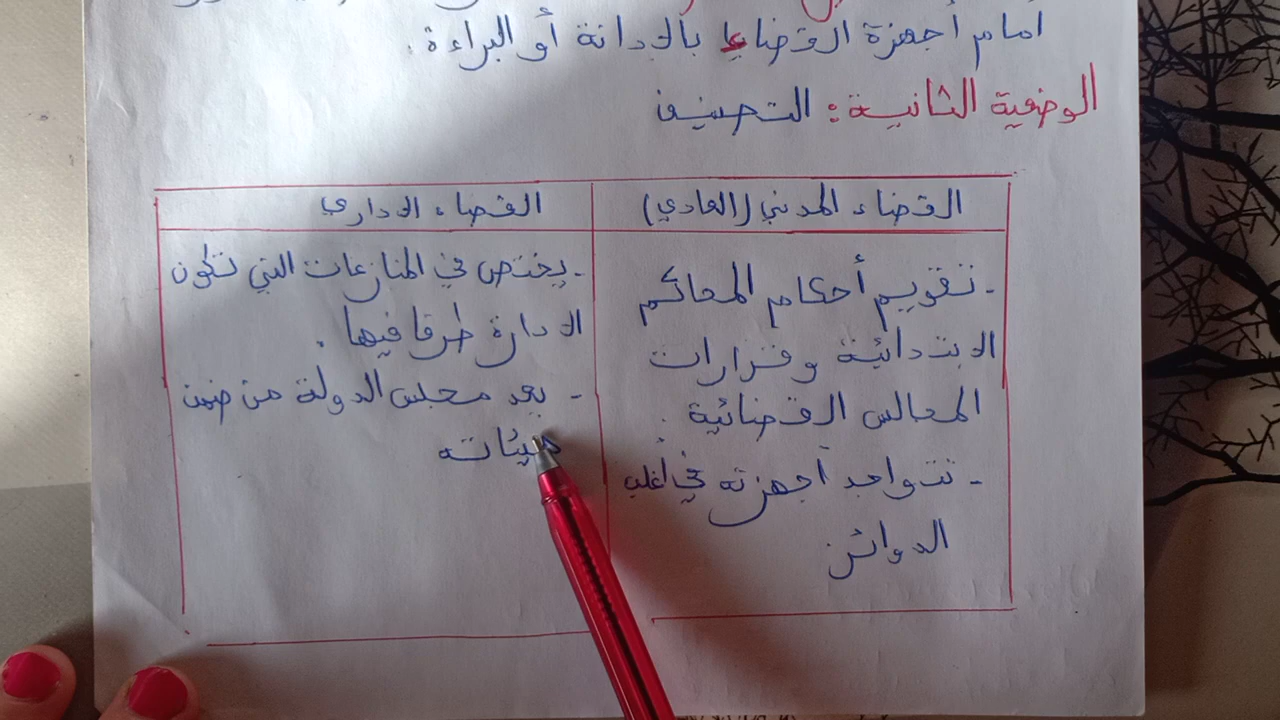 أمام أجهزة القضاء بالإدانة أو البراءة.
الوضعية الثانية: التصنيف
القضاء المدني (العادي)
- تقويم أحكام المحاكم
الابتدائية وقرارات
المجالس القضائية.
- تتواجد أجهزته في أغلب
الدوائر
القضاء الاداري
- يختص في المنازعات التي تكون
الادارة طرفا فيها.
- يعد مجلس الدولة من ضمن
هيئاته